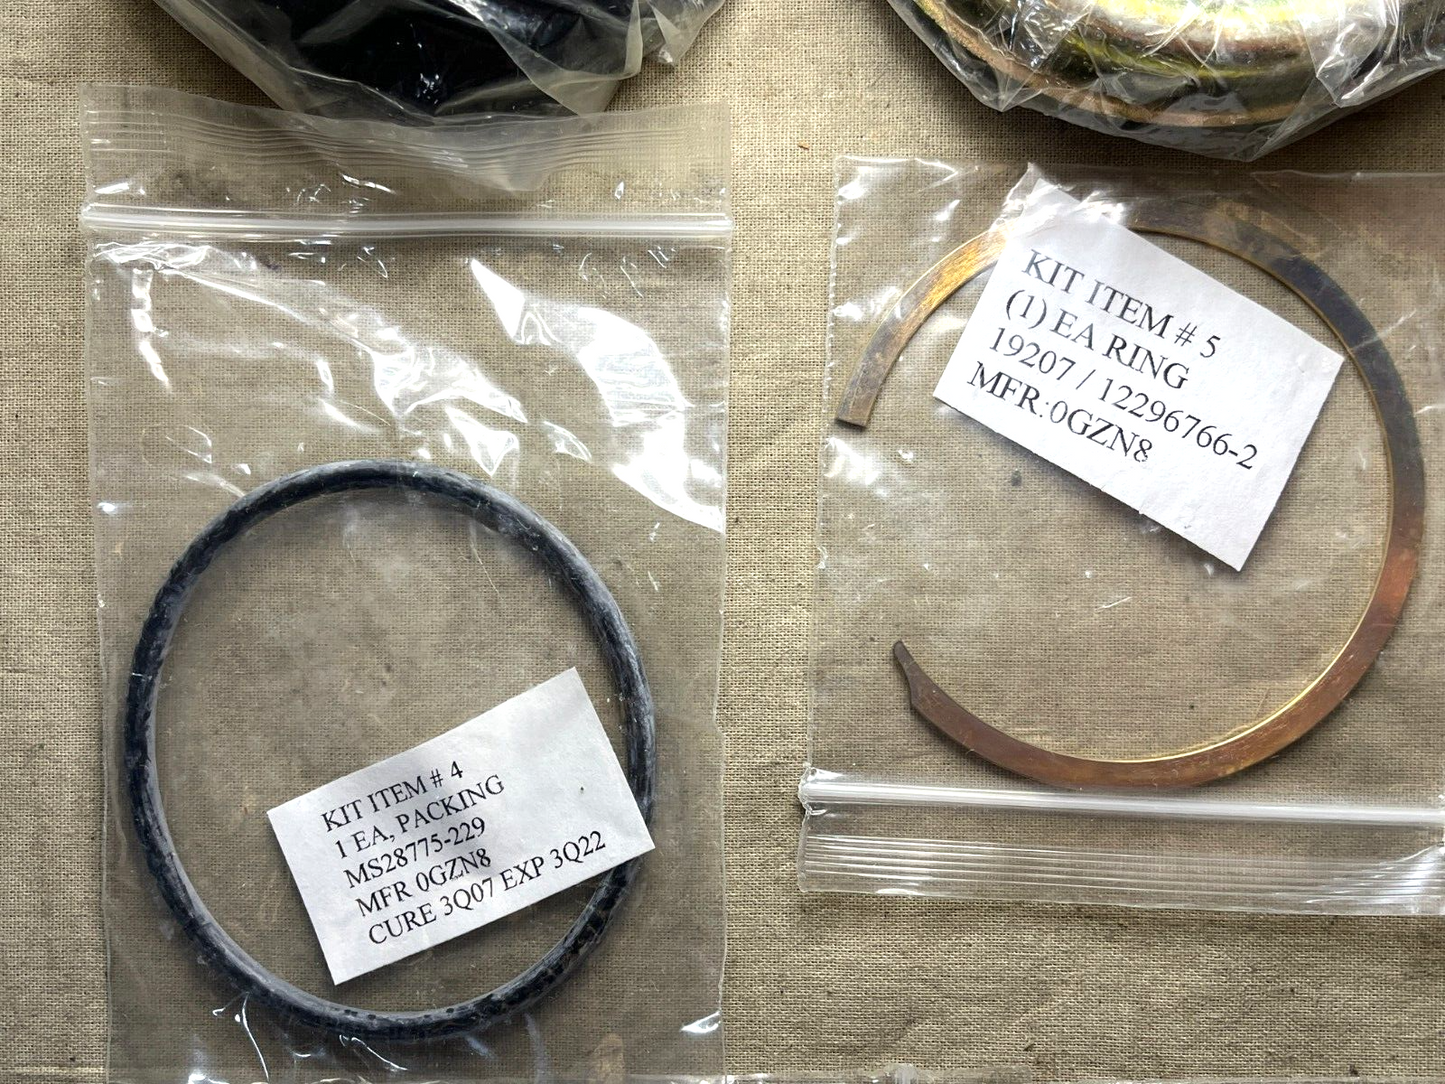 KIT ITEM # 4
1 EA, PACKING
MS28775-229
MFR 0GZN8
CURE 3Q07 EXP 3Q22
KIT ITEM # 5
(1) EA RING
19207 / 12296766-2
MFR:0GZN8